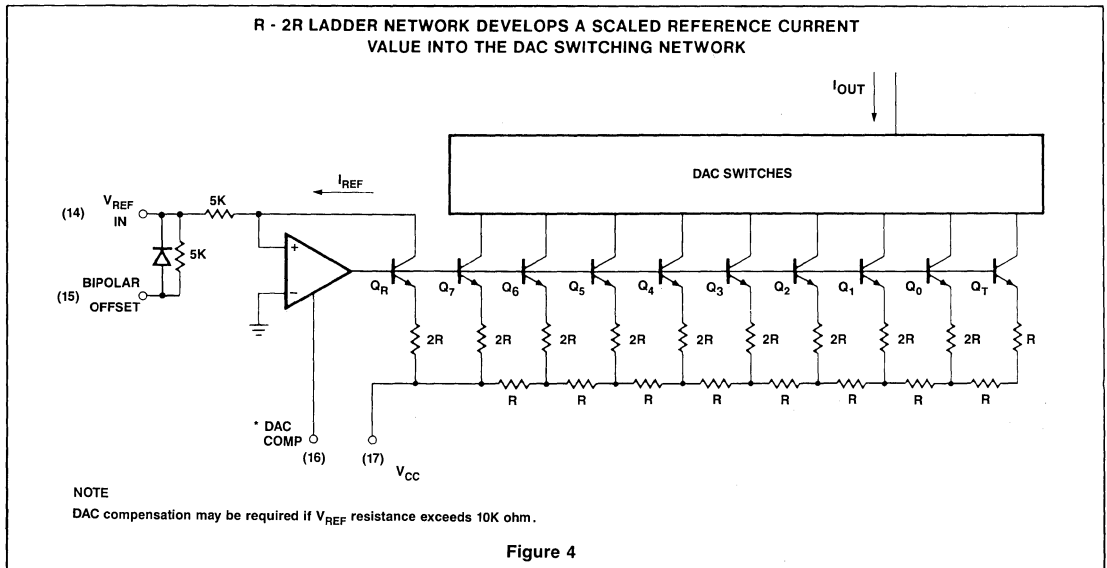 R - 2R LADDER NETWORK DEVELOPS A SCALED REFERENCE CURRENT
VALUE INTO THE DAC SWITCHING NETWORK
IOUT
DAC SWITCHES
IREF
(14) VREF IN
5K
5K
(15) BIPOLAR OFFSET
+
−
QR Q7 Q6 Q5 Q4 Q3 Q2 Q1 Q0 QT
2R 2R 2R 2R 2R 2R 2R 2R 2R R
R R R R R R R R
* DAC COMP
(16)
(17)
VCC
NOTE
DAC compensation may be required if VREF resistance exceeds 10K ohm.
Figure 4